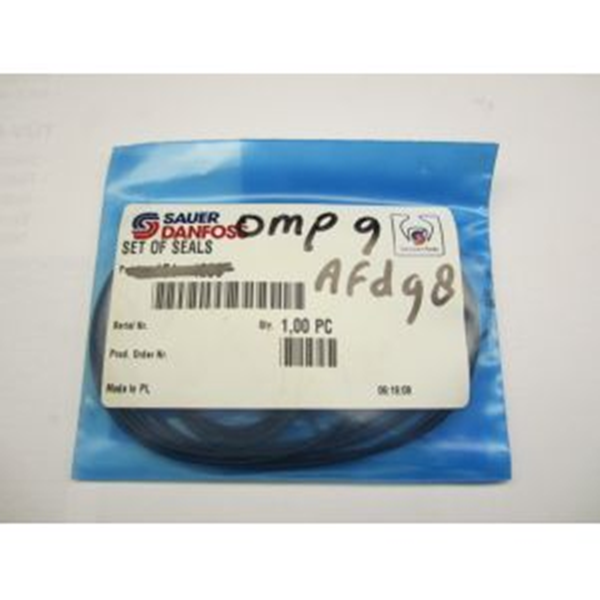 SAUER
DANFOSS
OMP 9
SET OF SEALS
AFd98
Serial Nr.
Qty. 1,00 PC
Prod. Order Nr.
Made in PL
06:19:09